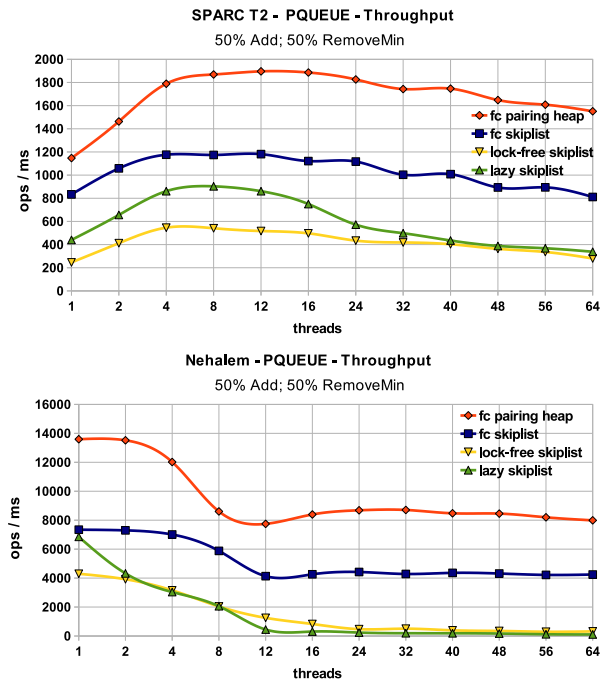 SPARC T2 - PQUEUE - Throughput
50% Add; 50% RemoveMin
2000
1800
1600
1400
1200
1000
800
600
400
200
0
ops / ms
fc pairing heap
fc skiplist
lock-free skiplist
lazy skiplist
1 2 4 8 12 16 24 32 40 48 56 64
threads
Nehalem - PQUEUE - Throughput
50% Add; 50% RemoveMin
16000
14000
12000
10000
8000
6000
4000
2000
0
ops / ms
fc pairing heap
fc skiplist
lock-free skiplist
lazy skiplist
1 2 4 8 12 16 24 32 40 48 56 64
threads